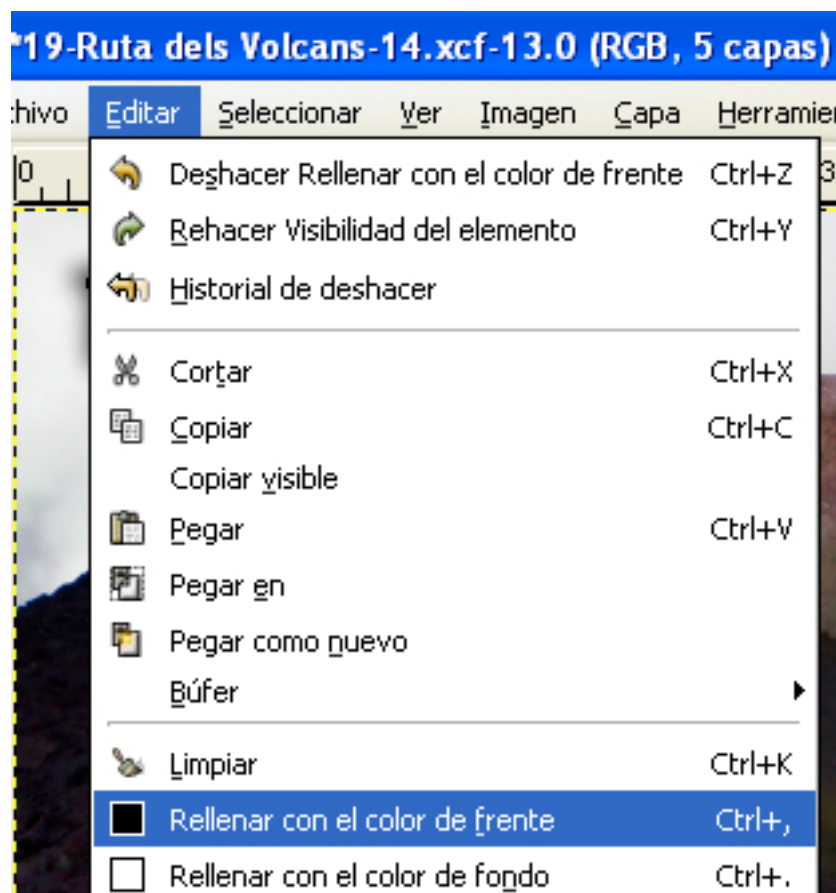 *19-Ruta dels Volcans-14.xcf-13.0 (RGB, 5 capas)
chivo Editar Seleccionar Ver Imagen Capa Herramien
0 3
Deshacer Rellenar con el color de frente Ctrl+Z
Rehacer Visibilidad del elemento Ctrl+Y
Historial de deshacer
Cortar Ctrl+X
Copiar Ctrl+C
Copiar visible
Pegar Ctrl+V
Pegar en
Pegar como nuevo
Búfer
Limpiar Ctrl+K
Rellenar con el color de frente Ctrl+,
Rellenar con el color de fondo Ctrl+.